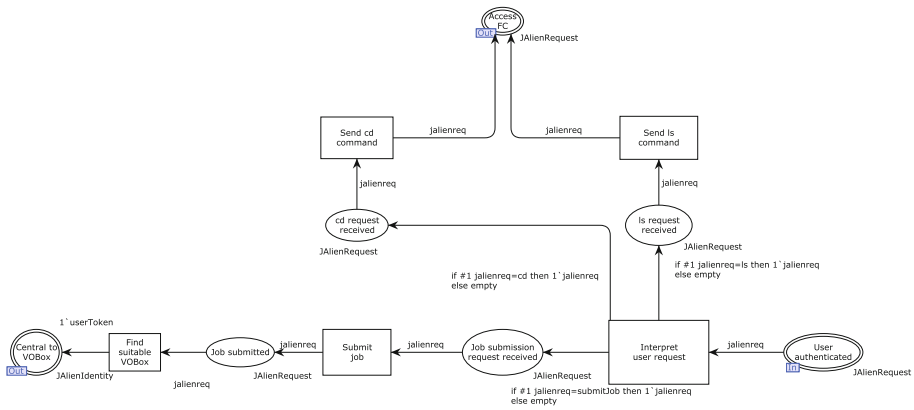 Access
FC
Out
JAlienRequest
Send cd
command
jalienreq
jalienreq
Send ls
command
jalienreq
jalienreq
cd request
received
JAlienRequest
ls request
received
JAlienRequest
if #1 jalienreq=ls then 1`jalienreq
else empty
if #1 jalienreq=cd then 1`jalienreq
else empty
1`userToken
Central to
VOBox
Out
JAlienIdentity
Find
suitable
VOBox
jalienreq
Job submitted
JAlienRequest
jalienreq
Submit
job
jalienreq
Job submission
request received
JAlienRequest
if #1 jalienreq=submitJob then 1`jalienreq
else empty
Interpret
user request
jalienreq
User
authenticated
In
JAlienRequest